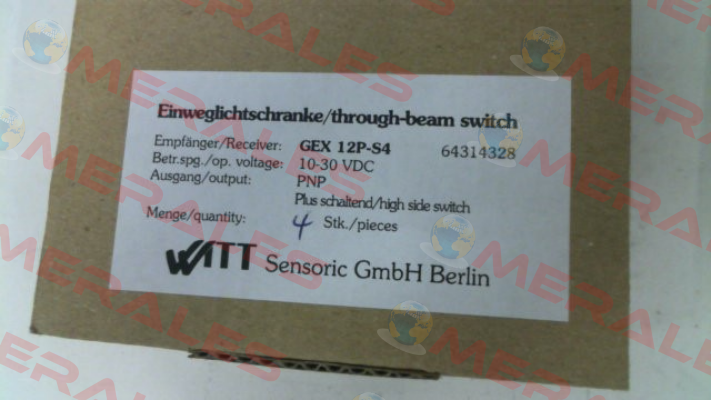 Einweglichtschranke/through-beam switch
Empfänger/Receiver: GEX 12P-S4 64314328
Betr.spg./op. voltage: 10-30 VDC
Ausgang/output: PNP
Plus schaltend/high side switch
Menge/quantity: 4 Stk./pieces
WATT Sensoric GmbH Berlin
MERALES
MERALES
MERALES
MERALES
MERALES
MERALES